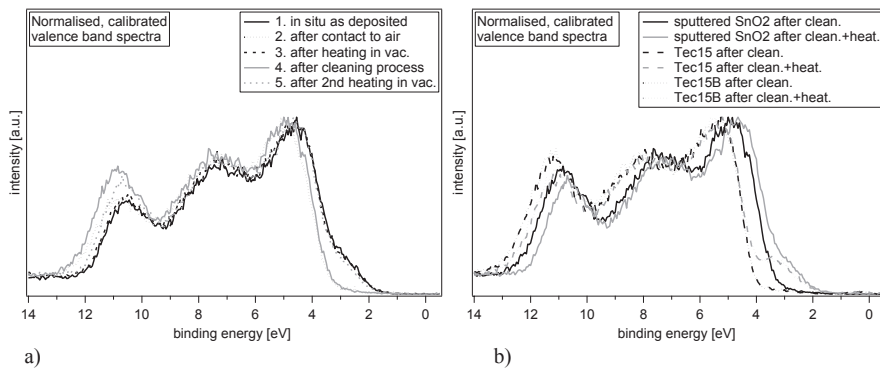 Normalised, calibrated
valence band spectra
1. in situ as deposited
2. after contact to air
3. after heating in vac.
4. after cleaning process
5. after 2nd heating in vac.
intensity [a.u.]
14 12 10 8 6 4 2 0
binding energy [eV]
a)
Normalised, calibrated
valence band spectra
sputtered SnO2 after clean.
sputtered SnO2 after clean.+heat.
Tec15 after clean.
Tec15 after clean.+heat.
Tec15B after clean.
Tec15B after clean.+heat.
intensity [a.u.]
14 12 10 8 6 4 2 0
binding energy [eV]
b)